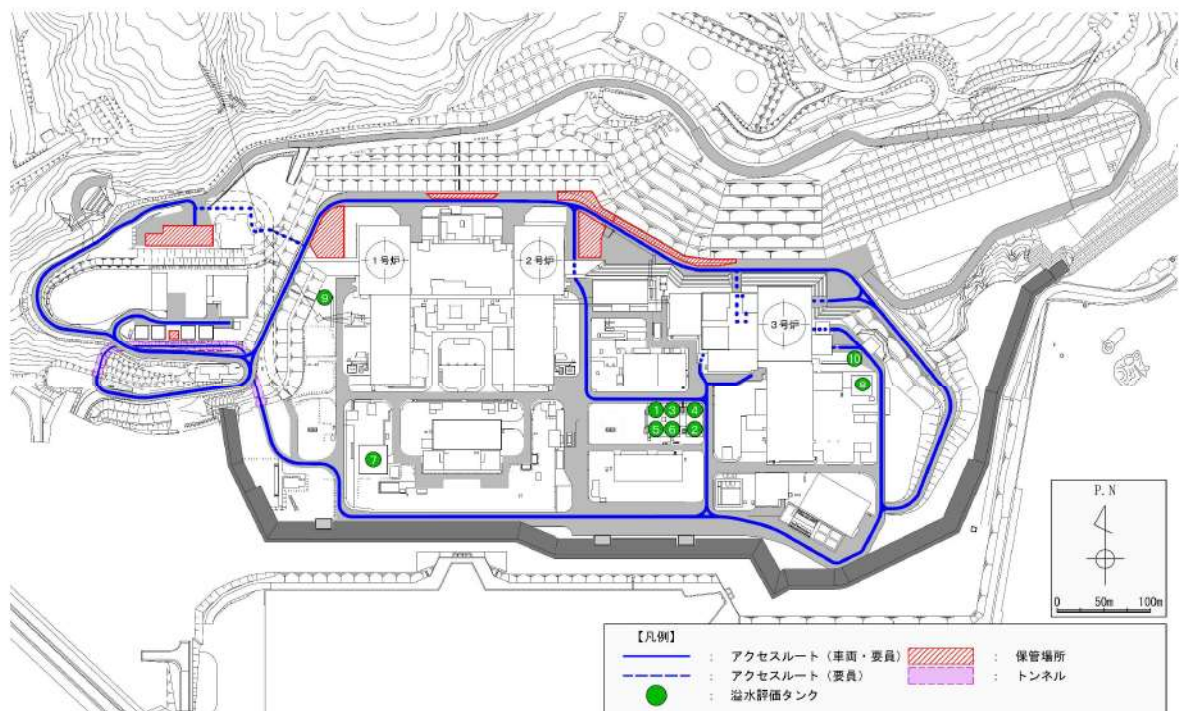 1号炉
2号炉
3号炉
9
10
8
1
3
4
5
6
2
7
P.N
0 50m 100m
【凡例】
: アクセスルート(車両・要員)
: 保管場所
: アクセスルート(要員)
: トンネル
: 溢水評価タンク